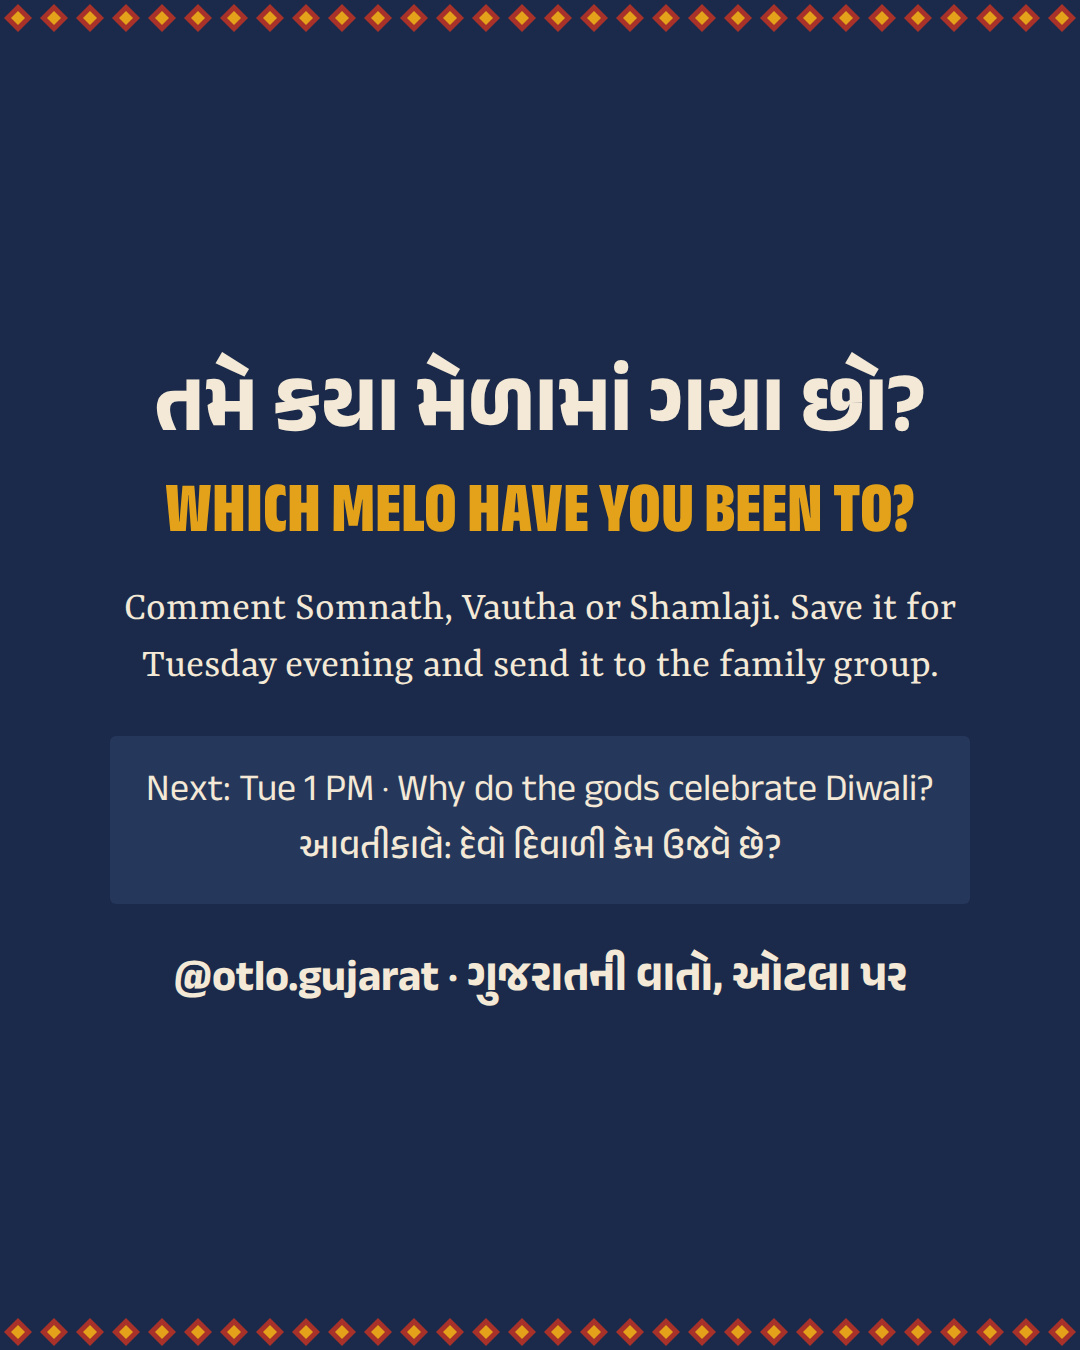 તમે કયા મેળામાં ગયા છો?
WHICH MELO HAVE YOU BEEN TO?
Comment Somnath, Vautha or Shamlaji. Save it for
Tuesday evening and send it to the family group.
Next: Tue 1 PM · Why do the gods celebrate Diwali?
આવતીકાલે: દેવો દિવાળી કેમ ઉજવે છે?
@otlo.gujarat · ગુજરાતની વાતો, ઓટલા પર